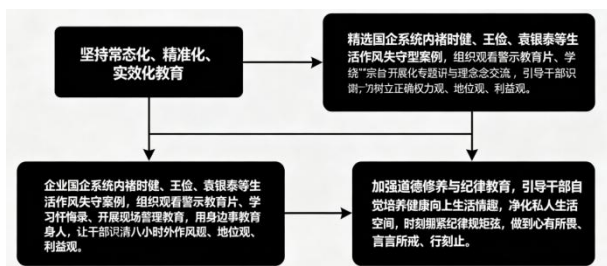 坚持常态化、精准化、
实效化教育
精选国企系统内褚时健、王俭、袁银泰等生
活作风失守型案例，组织观看警示教育片、学
绕"宗旨开展化专题讲与理念念交流，引导干部识
树立正确权力观、地位观、利益观。
企业国企系统内褚时健、王俭、袁银泰等生
活作风失守案例，组织观看警示教育片、学
习忏悔录、开展现场警理教育，用身边事教育
身人，让干部识清八小时外作风题、地位观、
利益观。
加强道德修养与纪律教育，引导干部自
觉培养健康向上生活情趣，净化私人生活
空间，时刻绷紧纪律规矩弦，做到心有所畏、
言言所戒、行刻止。